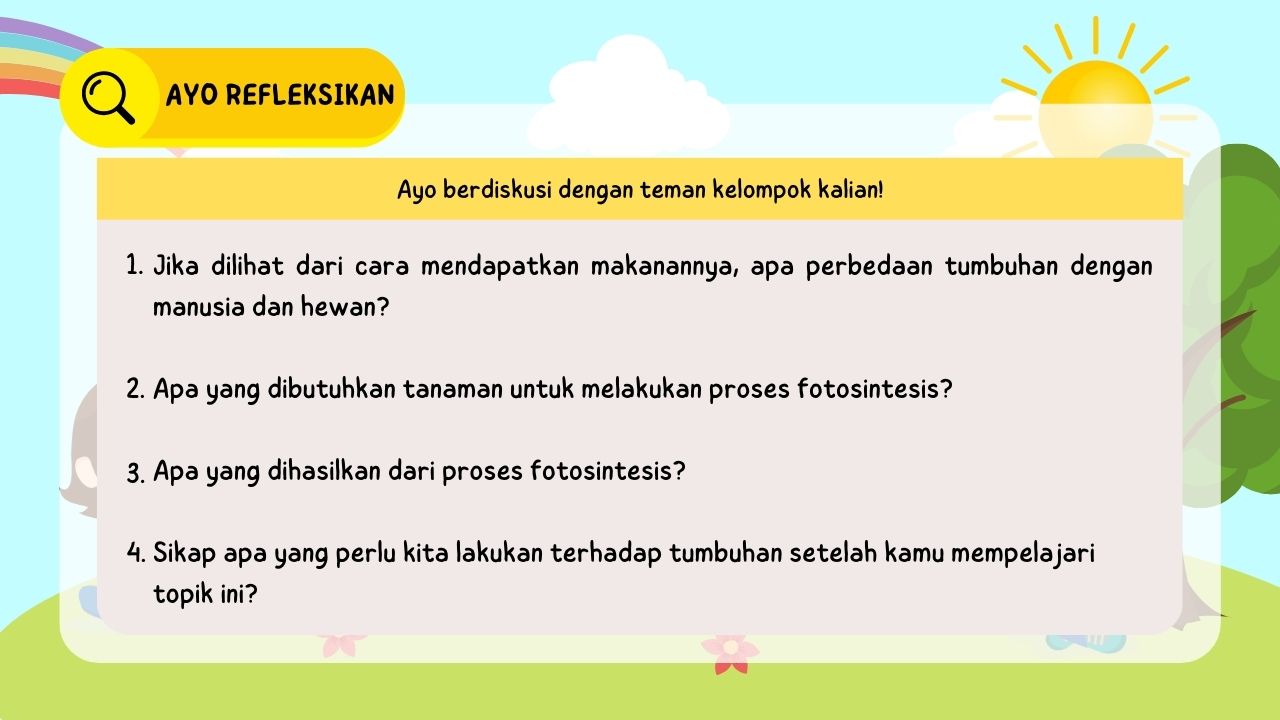 AYO REFLEKSIKAN
Ayo berdiskusi dengan teman kelompok kalian!
1. Jika dilihat dari cara mendapatkan makanannya, apa perbedaan tumbuhan dengan
manusia dan hewan?
2. Apa yang dibutuhkan tanaman untuk melakukan proses fotosintesis?
3. Apa yang dihasilkan dari proses fotosintesis?
4. Sikap apa yang perlu kita lakukan terhadap tumbuhan setelah kamu mempelajari
topik ini?